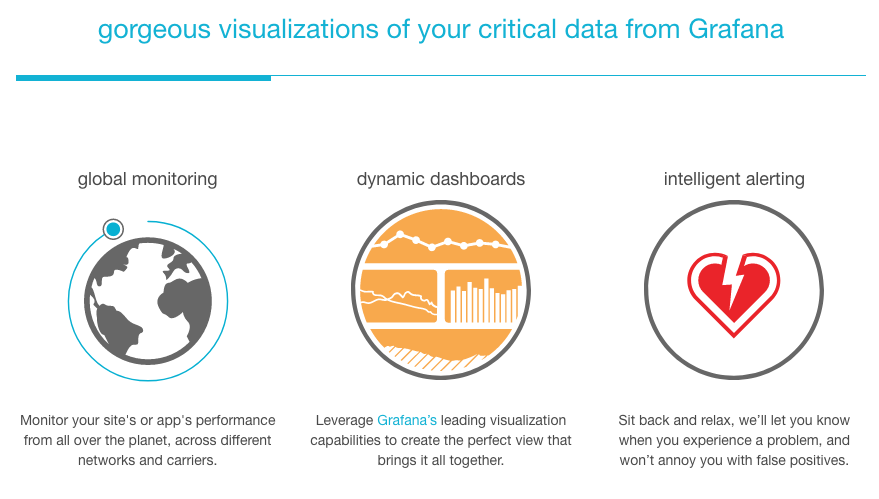 gorgeous visualizations of your critical data from Grafana
global monitoring
dynamic dashboards
intelligent alerting
Monitor your site's or app's performance
from all over the planet, across different
networks and carriers.
Leverage Grafana’s leading visualization
capabilities to create the perfect view that
brings it all together.
Sit back and relax, we’ll let you know
when you experience a problem, and
won’t annoy you with false positives.